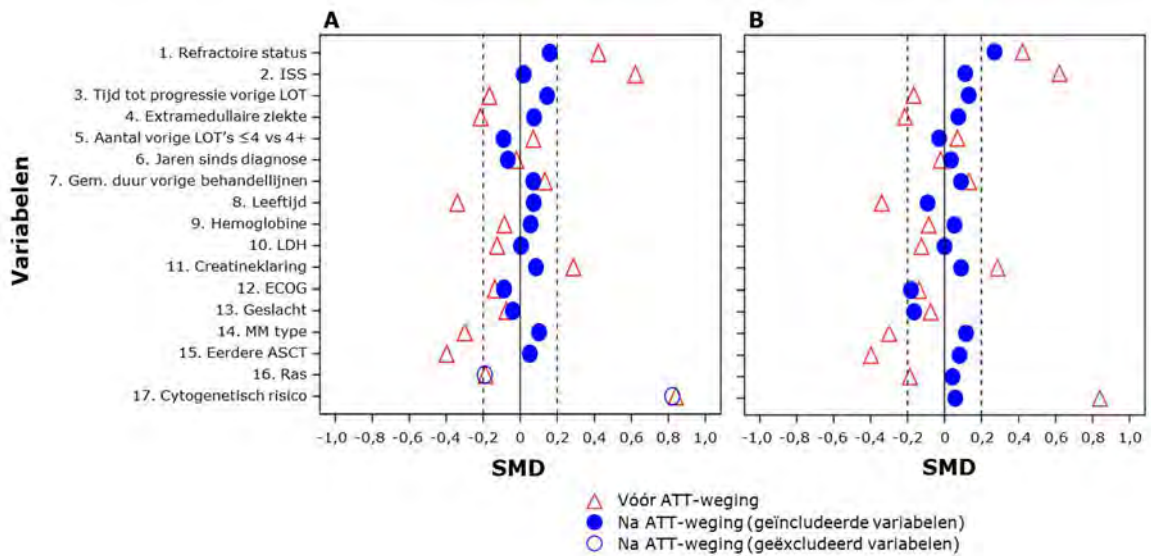 A
B
Variabelen
1. Refractoire status
2. ISS
3. Tijd tot progressie vorige LOT
4. Extramedullaire ziekte
5. Aantal vorige LOT's ≤4 vs 4+
6. Jaren sinds diagnose
7. Gem. duur vorige behandellijnen
8. Leeftijd
9. Hemoglobine
10. LDH
11. Creatineklaring
12. ECOG
13. Geslacht
14. MM type
15. Eerdere ASCT
16. Ras
17. Cytogenetisch risico
-1,0 -0,8 -0,6 -0,4 -0,2 0 0,2 0,4 0,6 0,8 1,0
-1,0 -0,8 -0,6 -0,4 -0,2 0 0,2 0,4 0,6 0,8 1,0
SMD
SMD
Vóór ATT-weging
Na ATT-weging (geïncludeerde variabelen)
Na ATT-weging (geëxcludeerd variabelen)